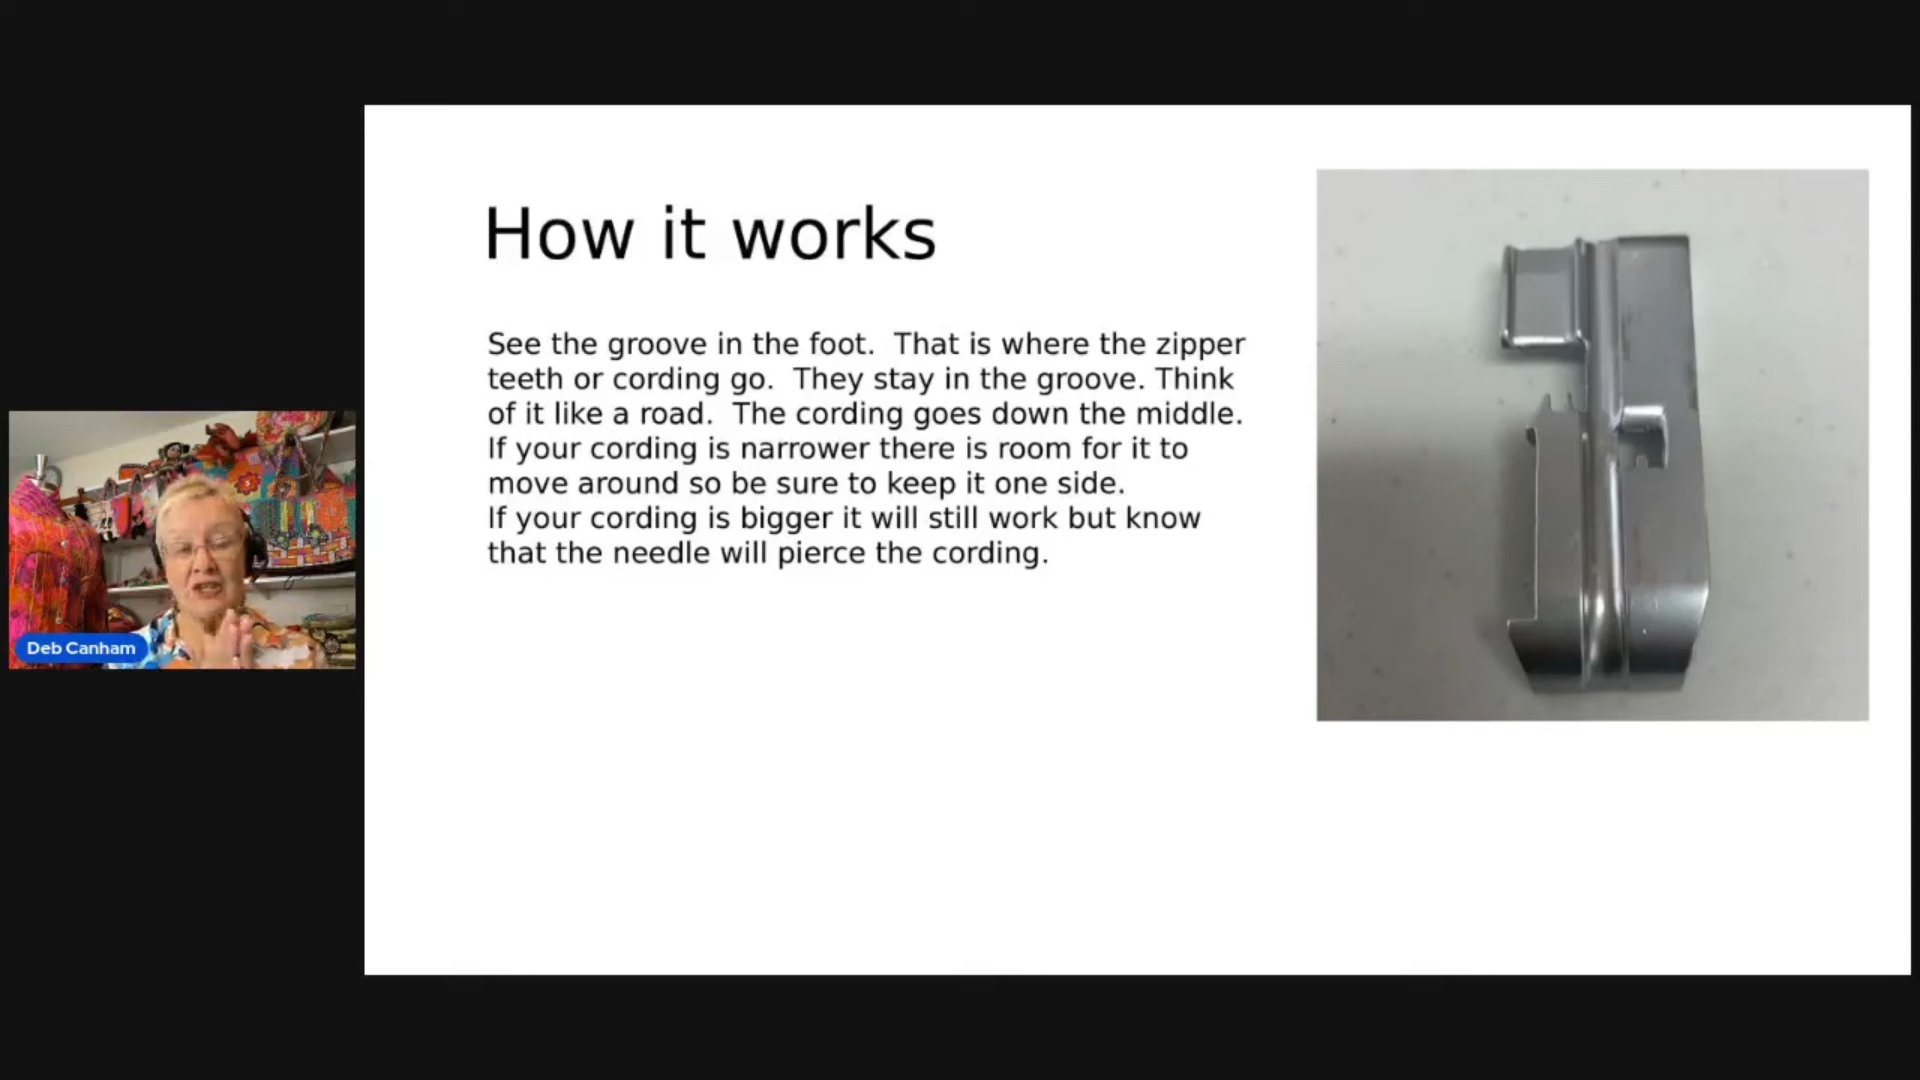 How it works
See the groove in the foot.  That is where the zipper
teeth or cording go.  They stay in the groove. Think
of it like a road.  The cording goes down the middle.
If your cording is narrower there is room for it to
move around so be sure to keep it one side.
If your cording is bigger it will still work but know
that the needle will pierce the cording.
Deb Canham